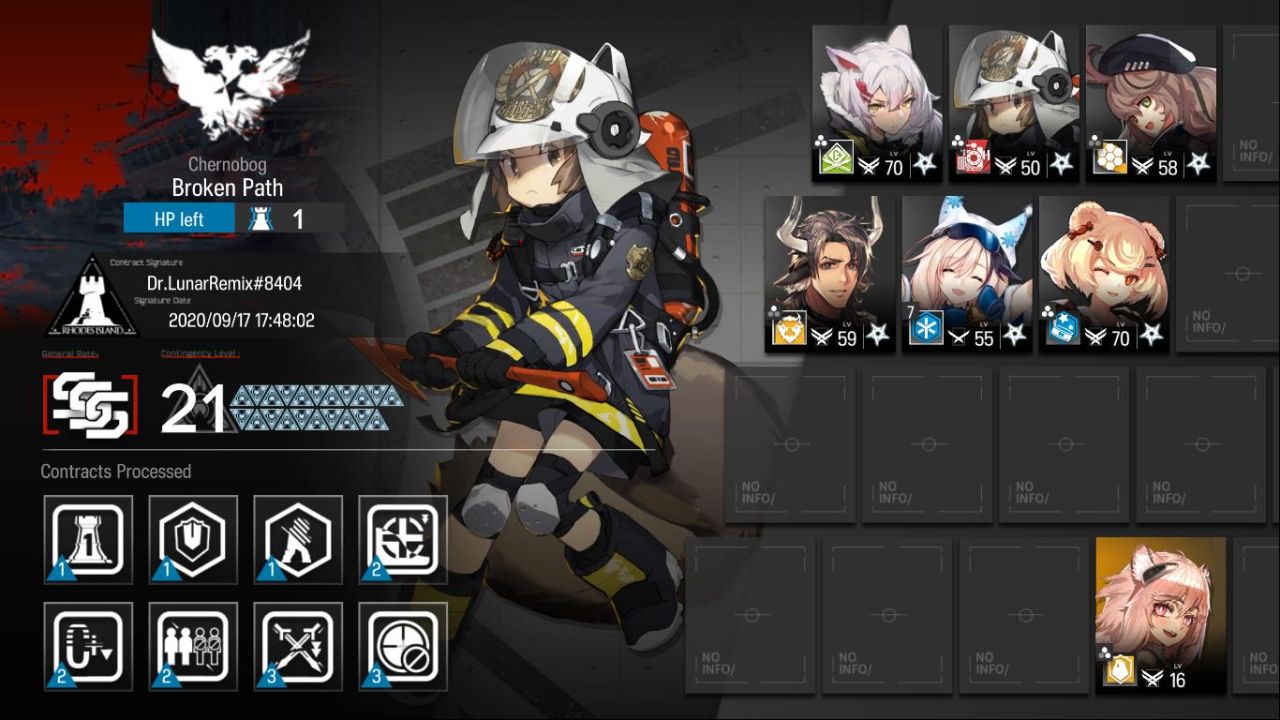 Chernobog
Broken Path
HP left
1
Contract Signature
Dr.LunarRemix#8404
Signature Date
2020/09/17 17:48:02
RHODES ISLAND
General Rate:
Contingency Level:
21
Contracts Processed
1
1
1
1
2
2
2
3
3
LV
70
LV
50
LV
58
NO
INFO/
LV
59
7
LV
55
LV
70
NO
INFO/
NO
INFO/
NO
INFO/
NO
INFO/
NO
INFO/
NO
INFO/
NO
INFO/
NO
INFO/
LV
16
NO
INFO/